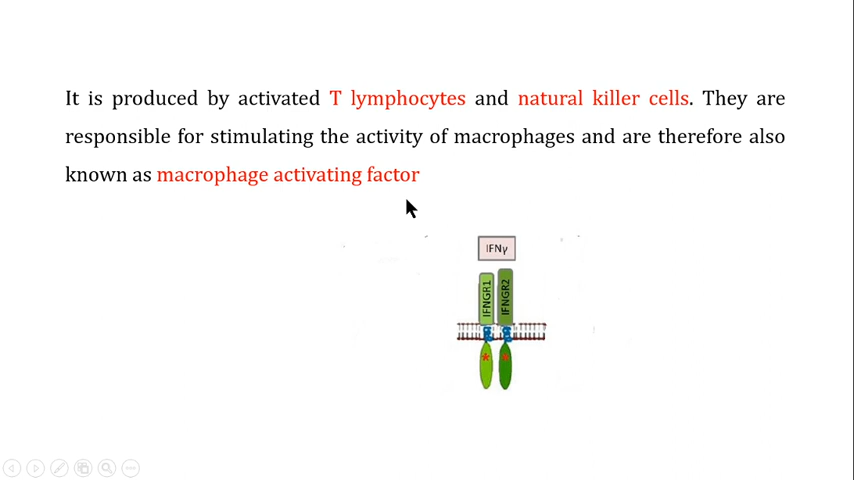 It is produced by activated T lymphocytes and natural killer cells. They are
responsible for stimulating the activity of macrophages and are therefore also
known as macrophage activating factor
IFNγ
IFNGR1
IFNGR2